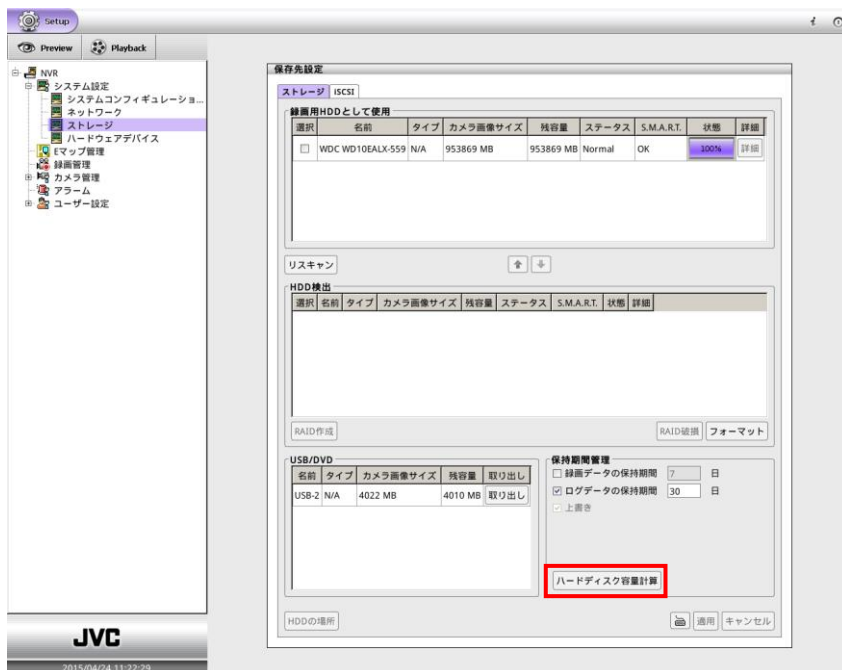 Setup
Preview Playback
NVR
システム設定
システムコンフィギュレーショ...
ネットワーク
ストレージ
ハードウェアデバイス
Eマップ管理
録画管理
カメラ管理
アラーム
ユーザー設定
JVC
2015/04/24 11:22:29
保存先設定
ストレージ iSCSI
録画用HDDとして使用
選択 名前 タイプ カメラ画像サイズ 残容量 ステータス S.M.A.R.T. 状態 詳細
WDC WD10EALX-559 N/A 953869 MB 953869 MB Normal OK 100% 詳細
リスキャン
HDD検出
選択 名前 タイプ カメラ画像サイズ 残容量 ステータス S.M.A.R.T. 状態 詳細
RAID作成 RAID破損 フォーマット
USB/DVD
名前 タイプ カメラ画像サイズ 残容量 取り出し
USB-2 N/A 4022 MB 4010 MB 取り出し
保持期間管理
録画データの保持期間 7 日
ログデータの保持期間 30 日
上書き
ハードディスク容量計算
HDDの場所 適用 キャンセル